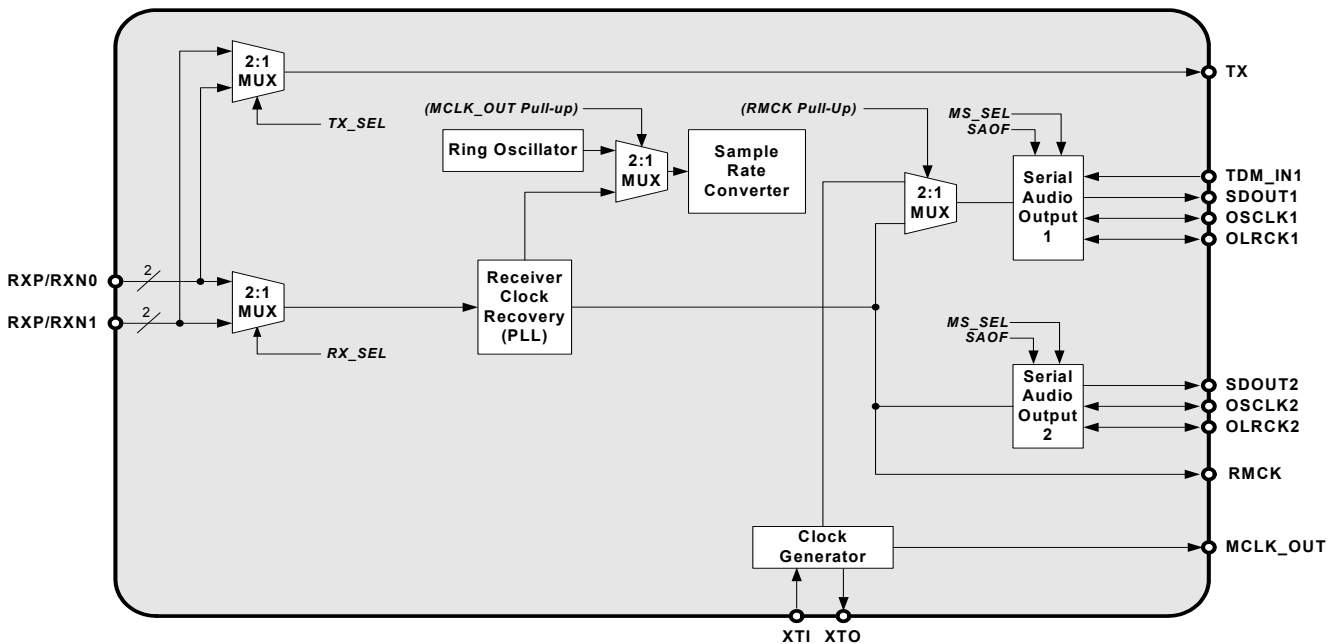 2:1
MUX
TX
TX_SEL
(MCLK_OUT Pull-up)
(RMCK Pull-Up)
MS_SEL
SAOF
Ring Oscillator
2:1
MUX
Sample
Rate
Converter
2:1
MUX
Serial
Audio
Output
1
TDM_IN1
SDOUT1
OSCLK1
OLRCK1
RXP/RXN0
2
RXP/RXN1
2
2:1
MUX
RX_SEL
Receiver
Clock
Recovery
(PLL)
MS_SEL
SAOF
Serial
Audio
Output
2
SDOUT2
OSCLK2
OLRCK2
RMCK
Clock
Generator
MCLK_OUT
XTI XTO